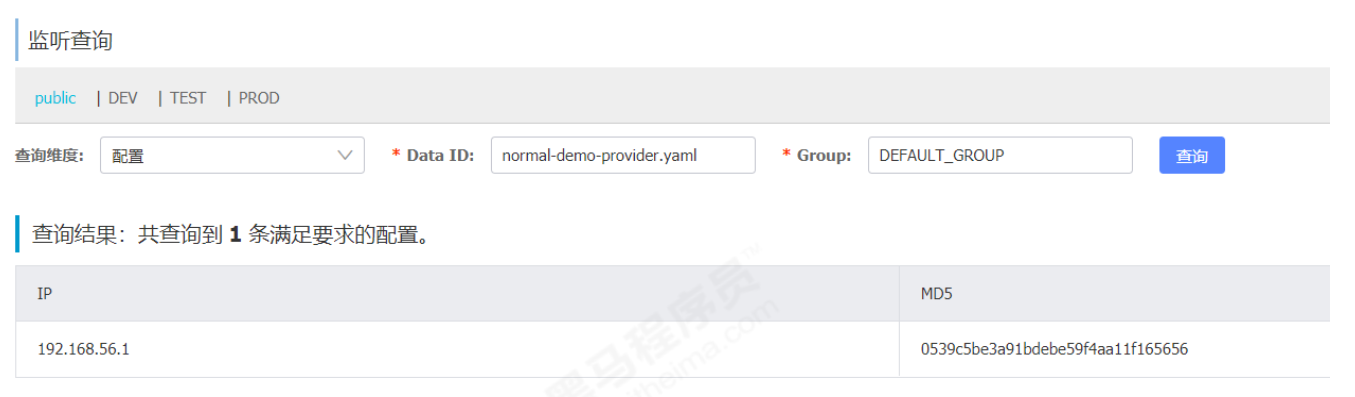 监听查询
public | DEV | TEST | PROD
查询维度: 配置 * Data ID: normal-demo-provider.yaml * Group: DEFAULT_GROUP 查询
查询结果：共查询到 1 条满足要求的配置。
IP MD5
192.168.56.1 0539c5be3a91bdebe59f4aa11f165656
黑马程序员™
itheima.com